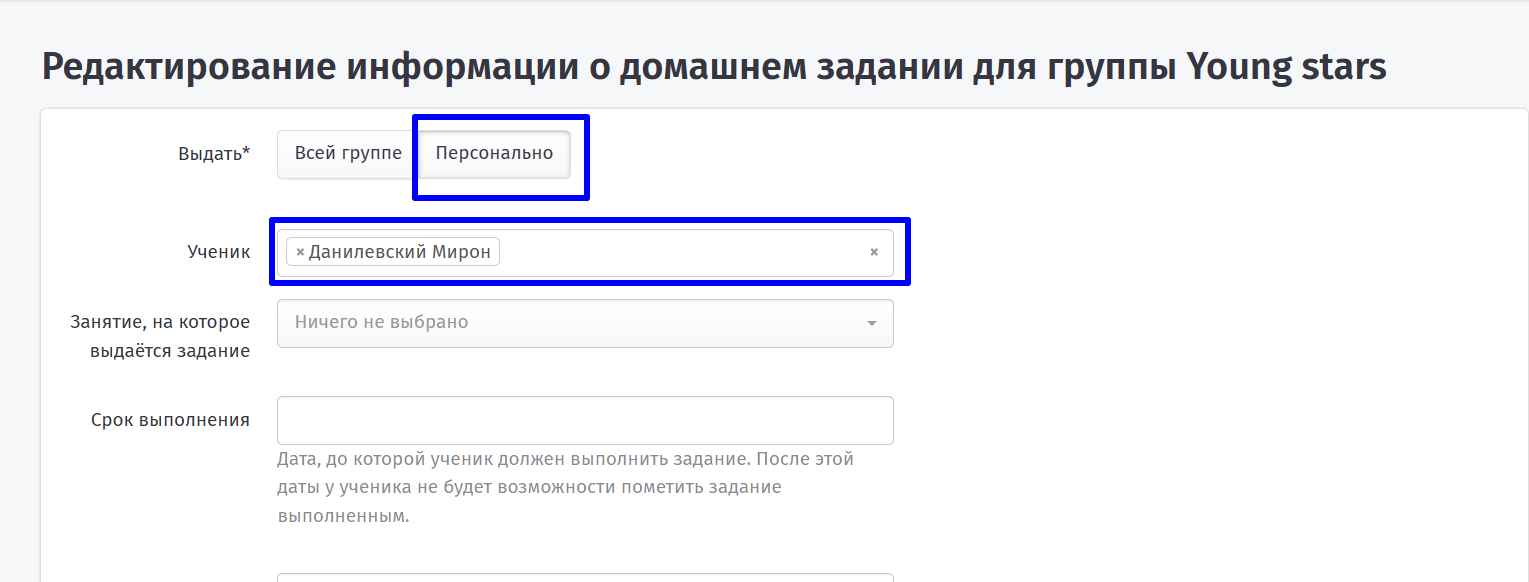 Редактирование информации о домашнем задании для группы Young stars
Выдать* Всей группе Персонально
Ученик × Данилевский Мирон ×
Занятие, на которое Ничего не выбрано
выдаётся задание
Срок выполнения
Дата, до которой ученик должен выполнить задание. После этой
даты у ученика не будет возможности пометить задание
выполненным.